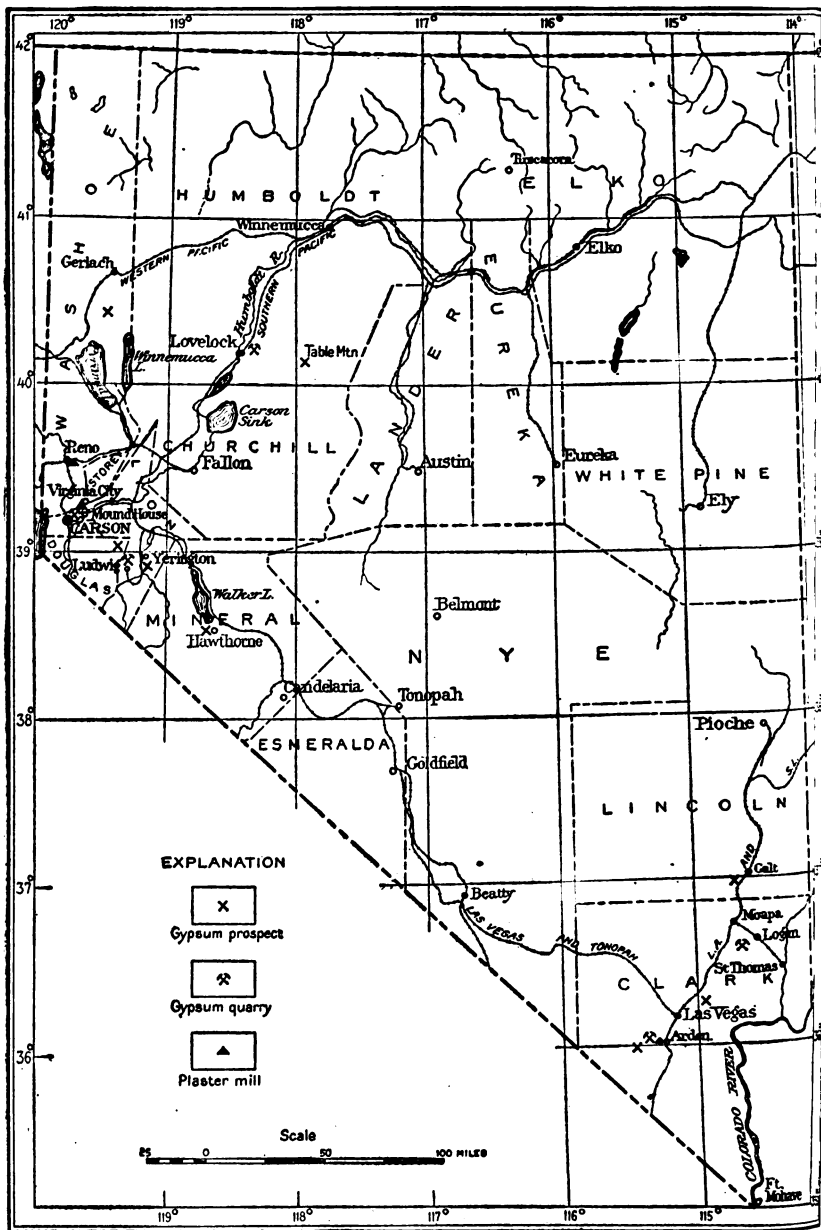 120° 119° 118° 117° 116° 115° 114°
42°
Tuscarora
HUMBOLDT
ELKO
41°
Winnemucca
WESTERN PACIFIC
PACIFIC
Elko
Gerlach
WASHOE
Humboldt R.
SOUTHERN
EUREKA
LANDER
Lovelock
Winnemucca L.
Table Mtn
40°
Carson Sink
Reno
STOREY
CHURCHILL
Fallon
Austin
Eureka
WHITE PINE
Virginia City
Mound House
CARSON
LYON
Ely
39°
DOUGLAS
Ludwig
Yerington
Walker L.
MINERAL
Hawthorne
Belmont
NYE
Candelaria
Tonopah
38°
ESMERALDA
Pioche
Goldfield
S.L.
LINCOLN
AND
EXPLANATION
Galt
37°
Gypsum prospect
Beatty
LAS VEGAS AND TONOPAH
Moapa
Logan
L.A.
St Thomas
Gypsum quarry
CLARK
Las Vegas
Arden
36°
Plaster mill
COLORADO RIVER
Scale
25 0 100 MILES
Ft. Mohave
119° 118° 117° 116° 115°